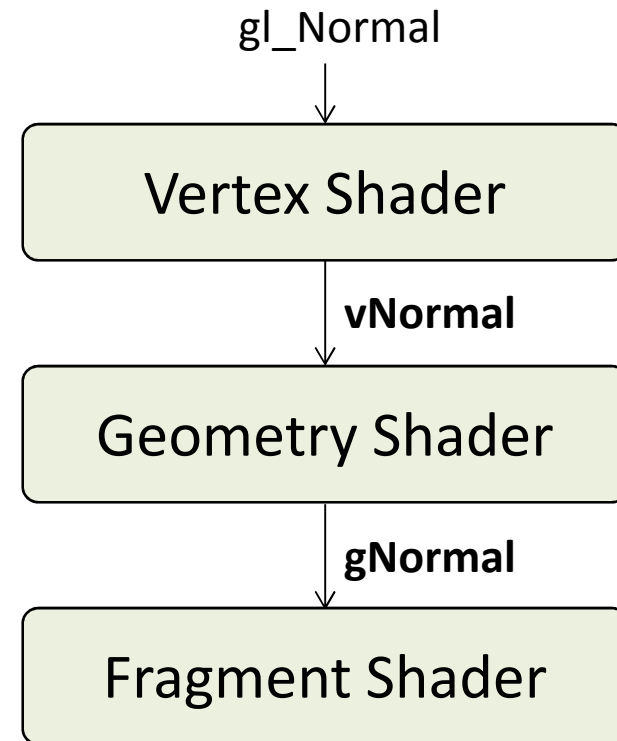 gl_Normal
Vertex Shader
vNormal
Geometry Shader
gNormal
Fragment Shader